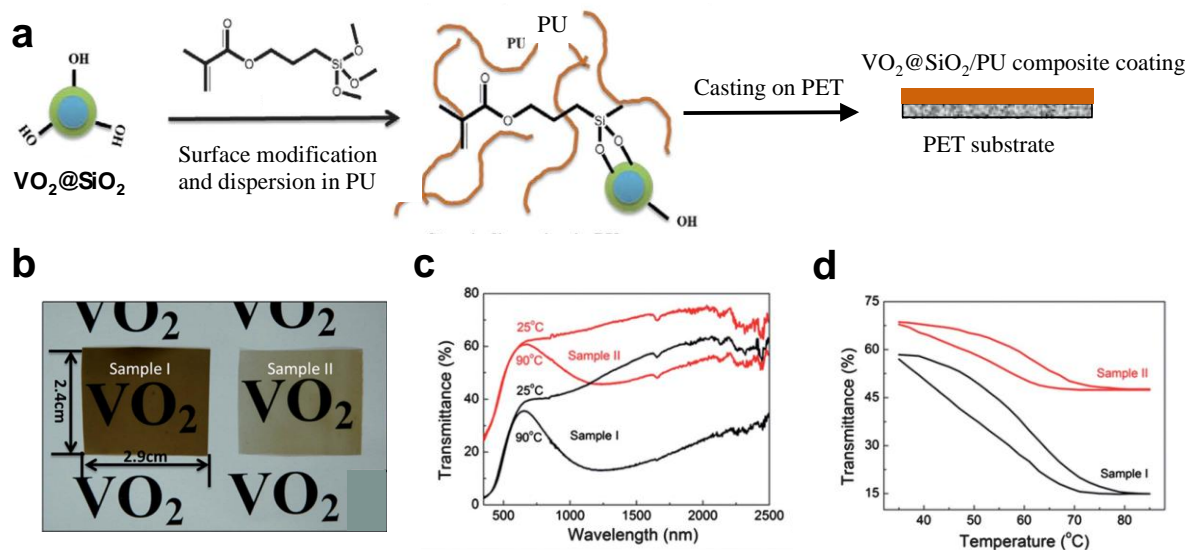 a
OH
HO
OH
VO2@SiO2
O
O
Si
O
O
O
Surface modification
and dispersion in PU
PU
PU
O
O
Si
O
O
OH
Casting on PET
VO2@SiO2/PU composite coating
PET substrate
b
VO2
VO2
Sample I
Sample II
VO2
VO2
2.4cm
2.9cm
VO2
VO2
c
Transmittance (%)
80
60
40
20
0
25°C
90°C
Sample II
25°C
90°C
Sample I
500
1000
1500
2000
2500
Wavelength (nm)
d
Transmittance (%)
75
60
45
30
15
Sample II
Sample I
40
50
60
70
80
90
Temperature (°C)